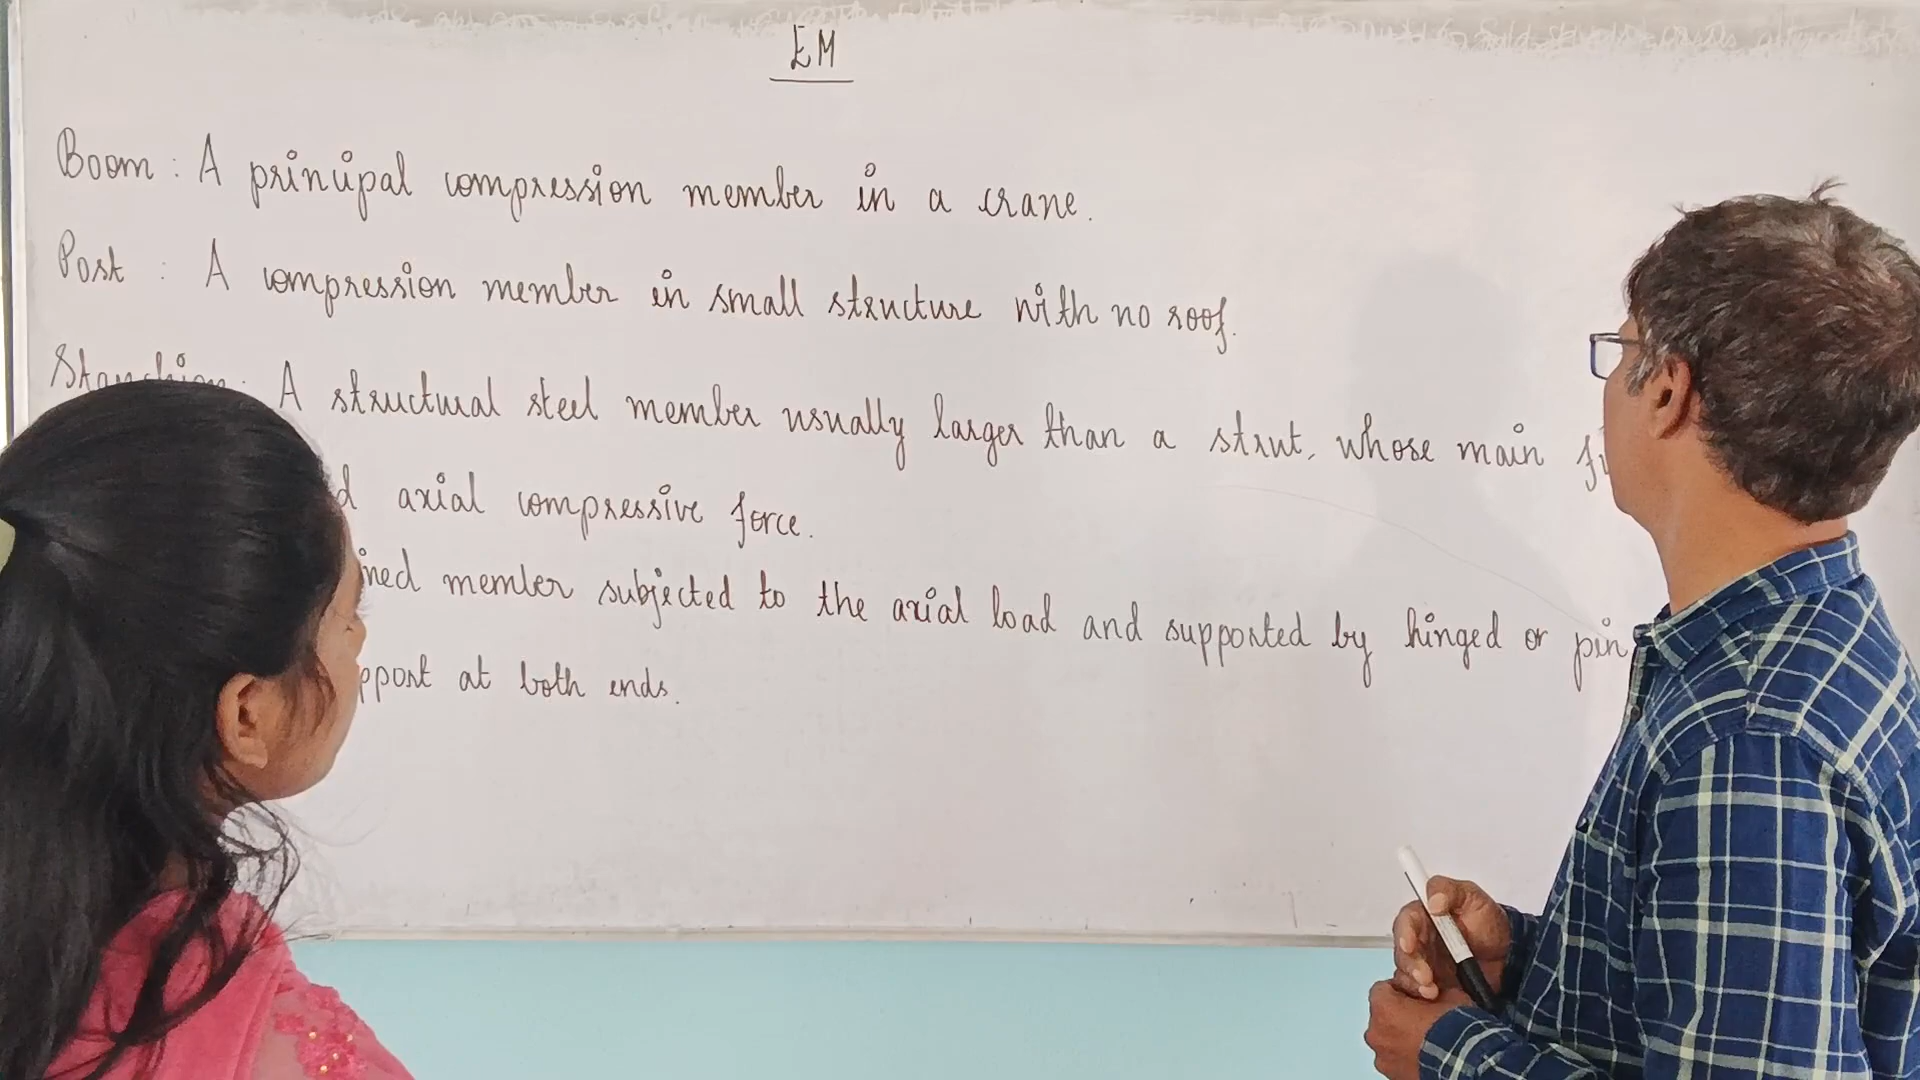 EM
Boom : A principal compression member in a crane.
Post : A compression member in small structure with no roof.
Stanchion : A structural steel member usually larger than a strut, whose main
axial compressive force.
member subjected to the axial load and supported by hinged or pin
at both ends.